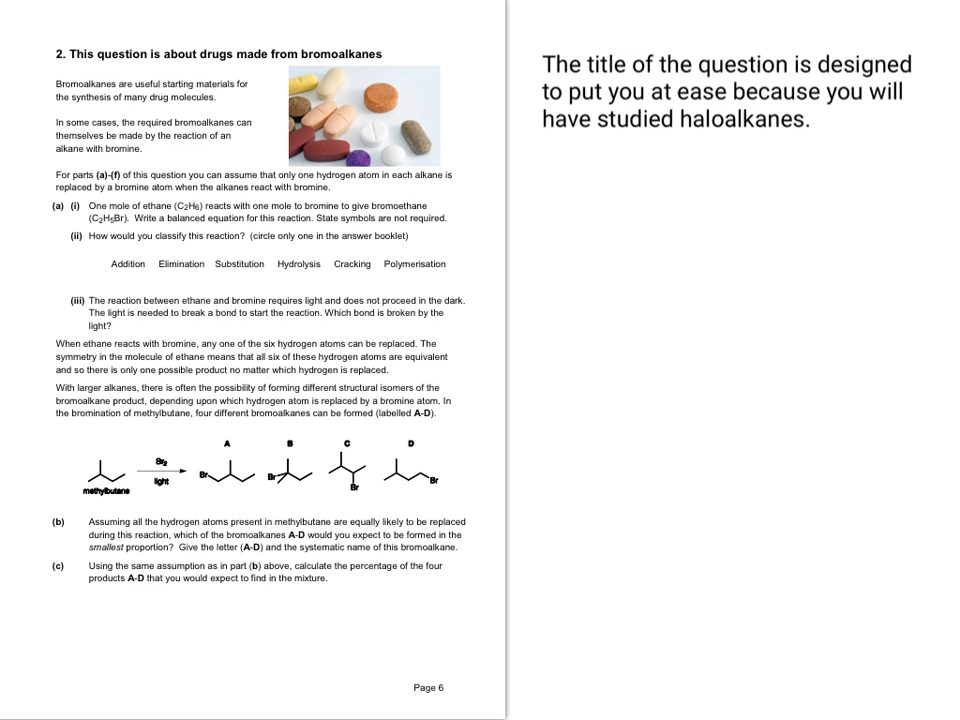 2. This question is about drugs made from bromoalkanes
Bromoalkanes are useful starting materials for
the synthesis of many drug molecules.
In some cases, the required bromoalkanes can
themselves be made by the reaction of an
alkane with bromine.
For parts (a)-(f) of this question you can assume that only one hydrogen atom in each alkane is
replaced by a bromine atom when the alkanes react with bromine.
(a) (i) One mole of ethane (C2H6) reacts with one mole to bromine to give bromoethane
(C2H5Br). Write a balanced equation for this reaction. State symbols are not required.
(ii) How would you classify this reaction? (circle only one in the answer booklet)
Addition Elimination Substitution Hydrolysis Cracking Polymerisation
(iii) The reaction between ethane and bromine requires light and does not proceed in the dark.
The light is needed to break a bond to start the reaction. Which bond is broken by the
light?
When ethane reacts with bromine, any one of the six hydrogen atoms can be replaced. The
symmetry in the molecule of ethane means that all six of these hydrogen atoms are equivalent
and so there is only one possible product no matter which hydrogen is replaced.
With larger alkanes, there is often the possibility of forming different structural isomers of the
bromoalkane product, depending upon which hydrogen atom is replaced by a bromine atom. In
the bromination of methylbutane, four different bromoalkanes can be formed (labelled A-D).
A B C D
Br2
light
methylbutane
Br Br Br Br
(b) Assuming all the hydrogen atoms present in methylbutane are equally likely to be replaced
during this reaction, which of the bromoalkanes A-D would you expect to be formed in the
smallest proportion? Give the letter (A-D) and the systematic name of this bromoalkane.
(c) Using the same assumption as in part (b) above, calculate the percentage of the four
products A-D that you would expect to find in the mixture.
Page 6
The title of the question is designed
to put you at ease because you will
have studied haloalkanes.